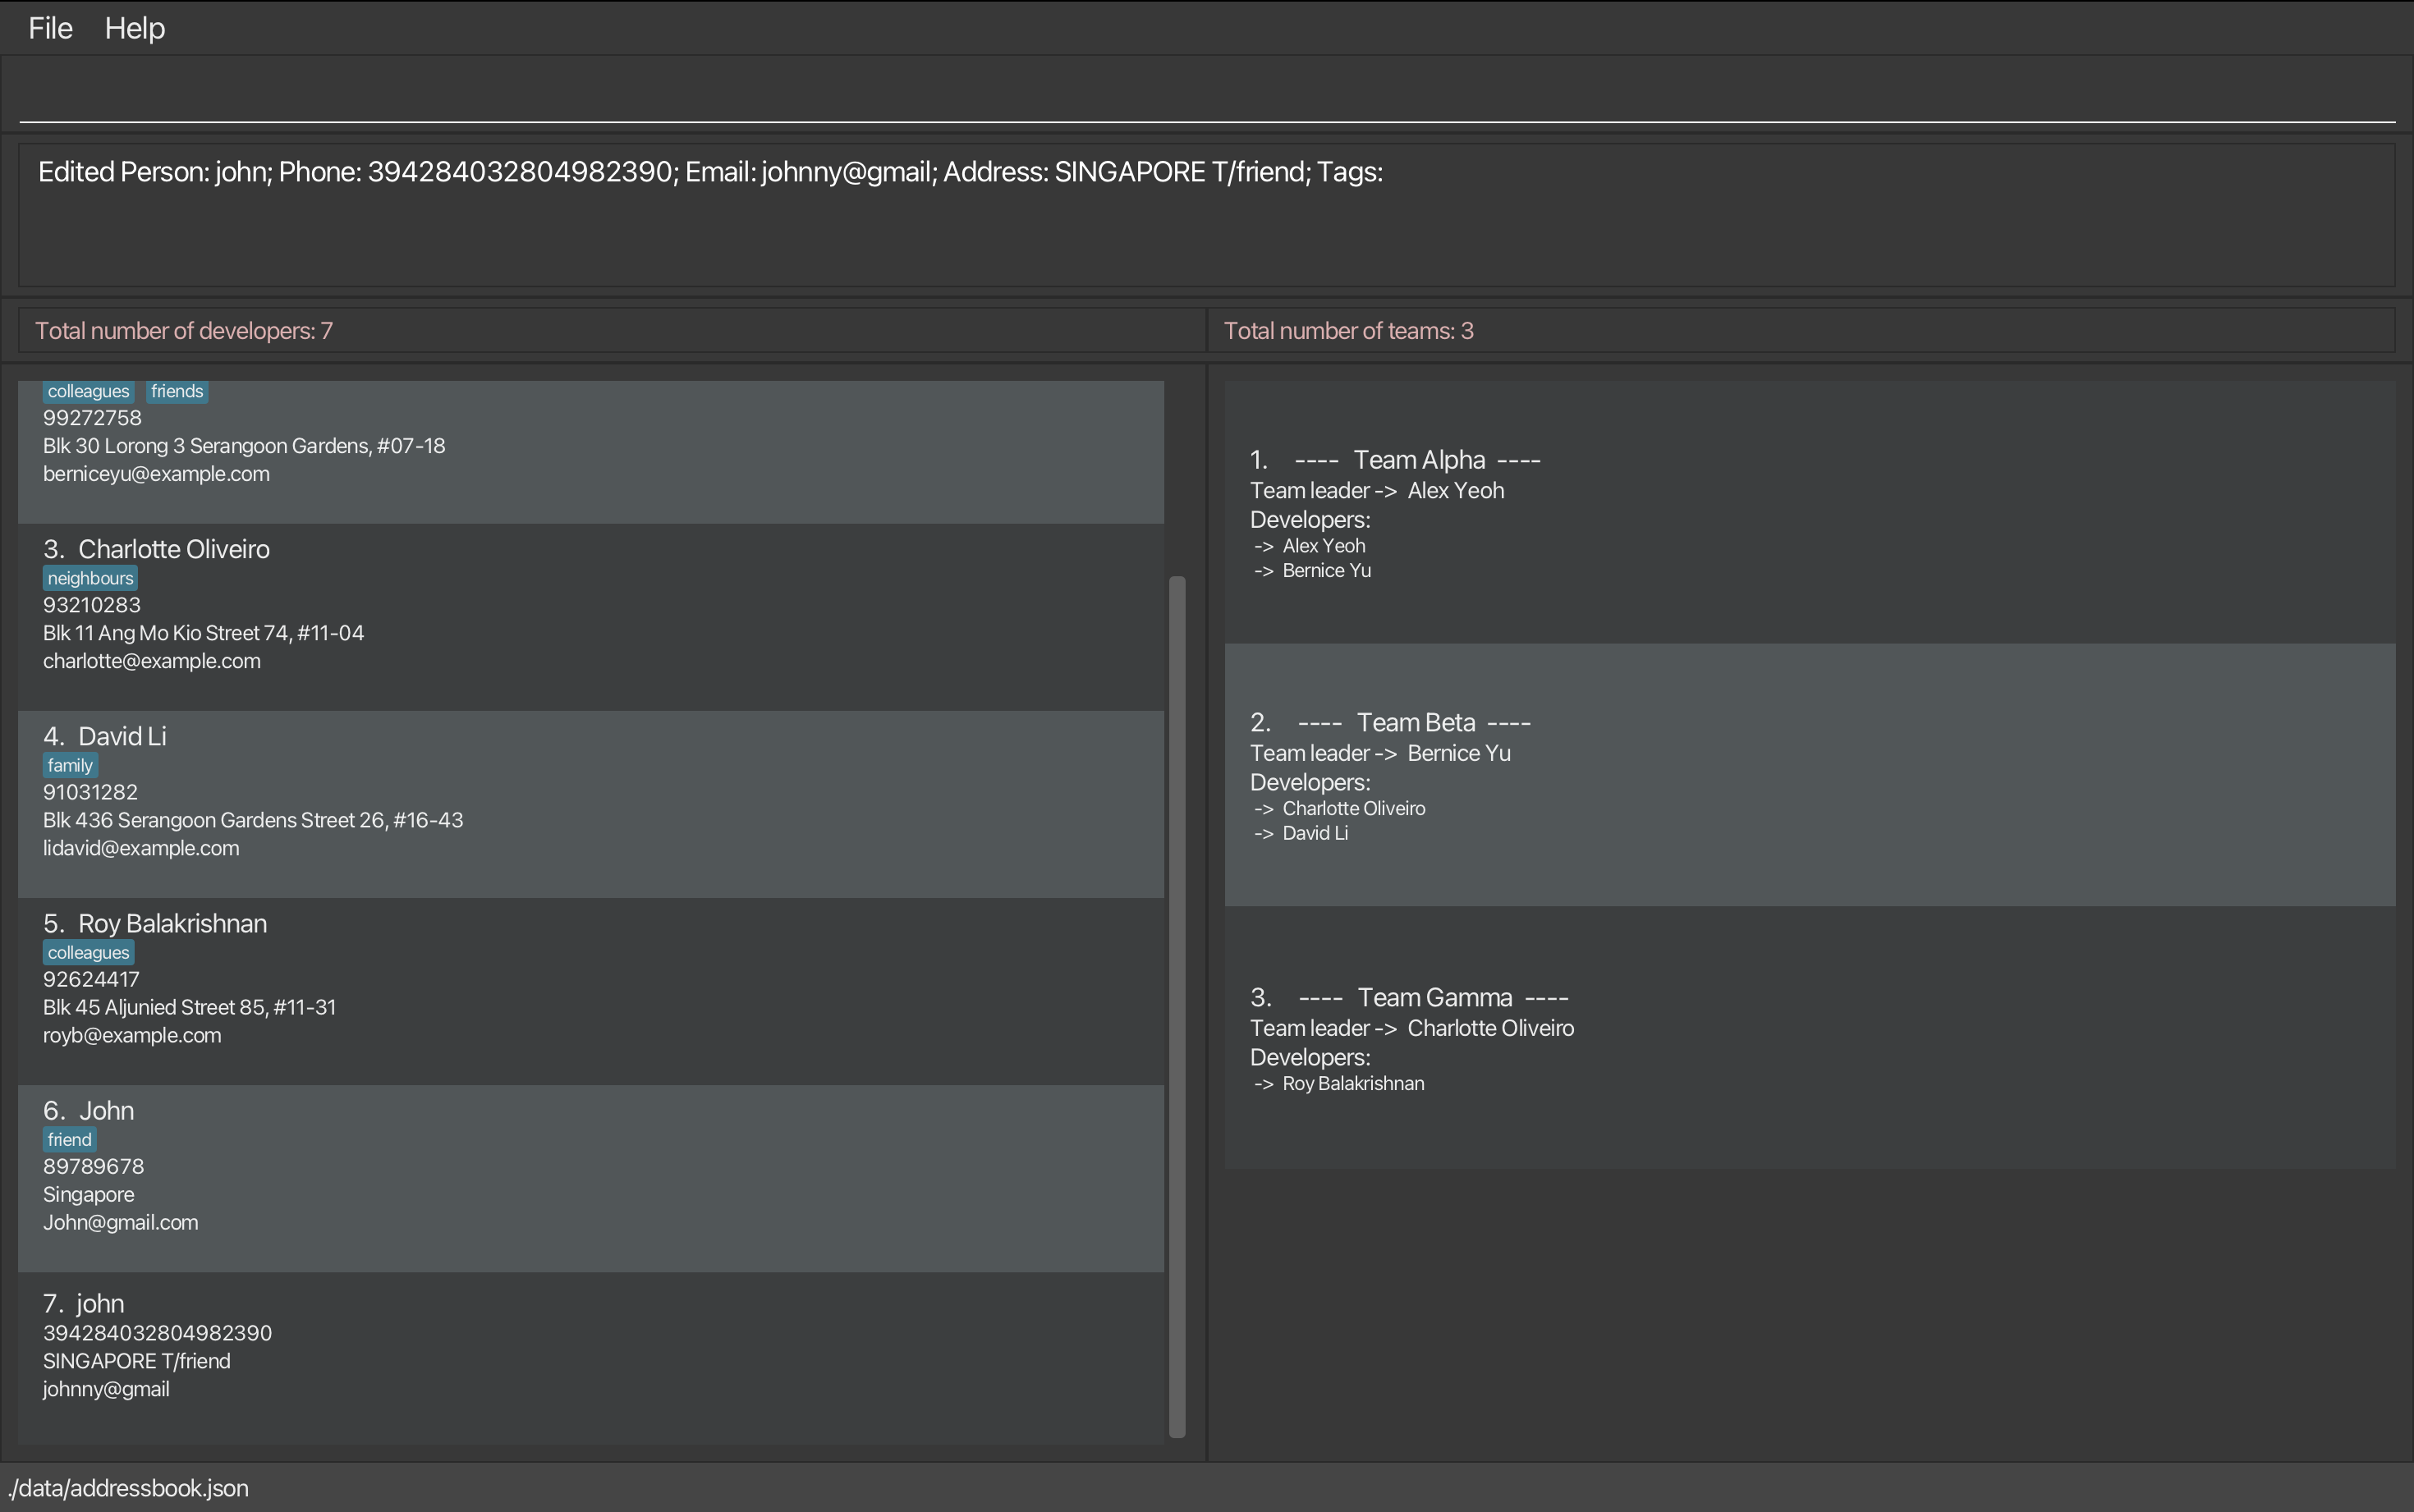 File Help
Edited Person: john; Phone: 394284032804982390; Email: johnny@gmail; Address: SINGAPORE T/friend; Tags:
Total number of developers: 7
Total number of teams: 3
colleagues friends
99272758
Blk 30 Lorong 3 Serangoon Gardens, #07-18
berniceyu@example.com
3. Charlotte Oliveiro
neighbours
93210283
Blk 11 Ang Mo Kio Street 74, #11-04
charlotte@example.com
4. David Li
family
91031282
Blk 436 Serangoon Gardens Street 26, #16-43
lidavid@example.com
5. Roy Balakrishnan
colleagues
92624417
Blk 45 Aljunied Street 85, #11-31
royb@example.com
6. John
friend
89789678
Singapore
John@gmail.com
7. john
394284032804982390
SINGAPORE T/friend
johnny@gmail
1. ---- Team Alpha ----
Team leader -> Alex Yeoh
Developers:
-> Alex Yeoh
-> Bernice Yu
2. ---- Team Beta ----
Team leader -> Bernice Yu
Developers:
-> Charlotte Oliveiro
-> David Li
3. ---- Team Gamma ----
Team leader -> Charlotte Oliveiro
Developers:
-> Roy Balakrishnan
./data/addressbook.json